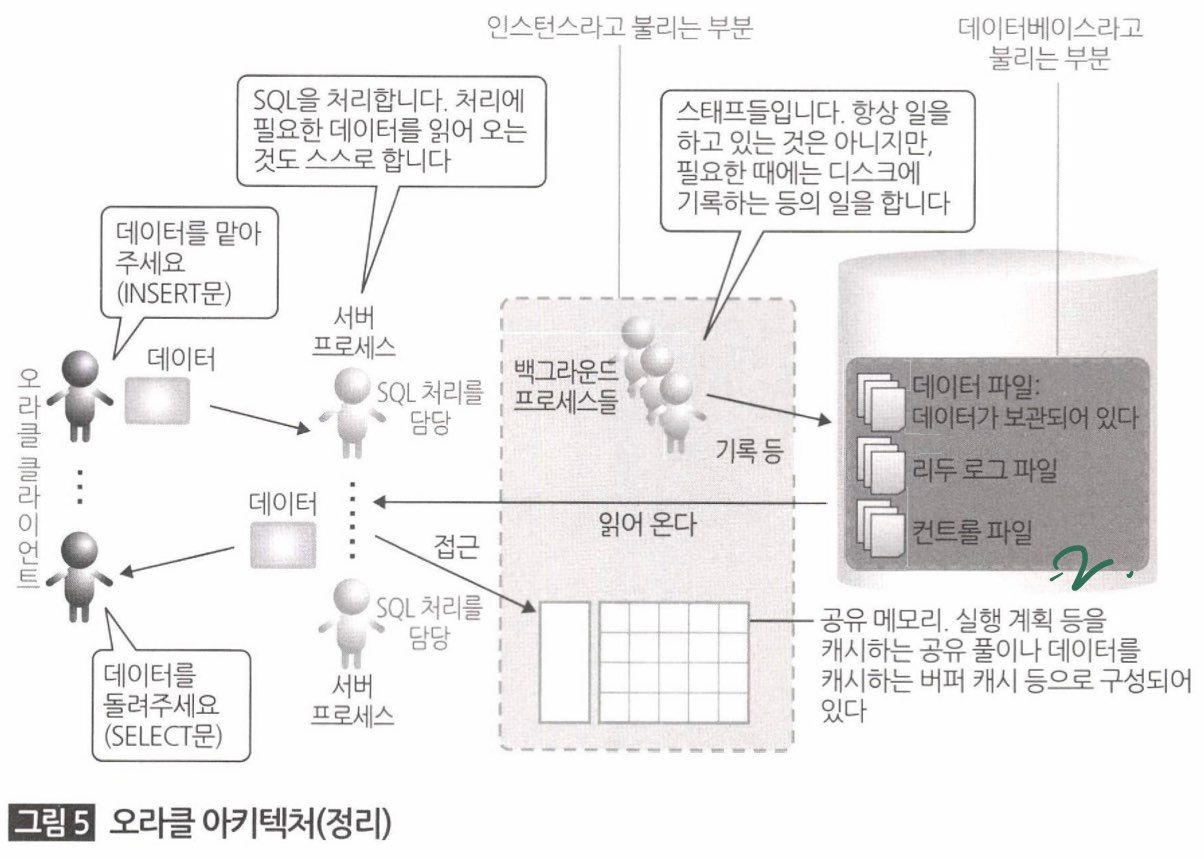 인스턴스라고 불리는 부분
데이터베이스라고
불리는 부분
SQL을 처리합니다. 처리에
필요한 데이터를 읽어 오는
것도 스스로 합니다
스태프들입니다. 항상 일을
하고 있는 것은 아니지만,
필요한 때에는 디스크에
기록하는 등의 일을 합니다
데이터를 맡아
주세요
(INSERT문)
서버
프로세스
데이터
오라클 클라이언트
SQL 처리를
담당
백그라운드
프로세스들
기록 등
데이터 파일:
데이터가 보관되어 있다
리두 로그 파일
컨트롤 파일
읽어 온다
데이터
접근
SQL 처리를
담당
서버
프로세스
데이터를
돌려주세요
(SELECT문)
공유 메모리. 실행 계획 등을
캐시하는 공유 풀이나 데이터를
캐시하는 버퍼 캐시 등으로 구성되어
있다
그림 5 오라클 아키텍처(정리)